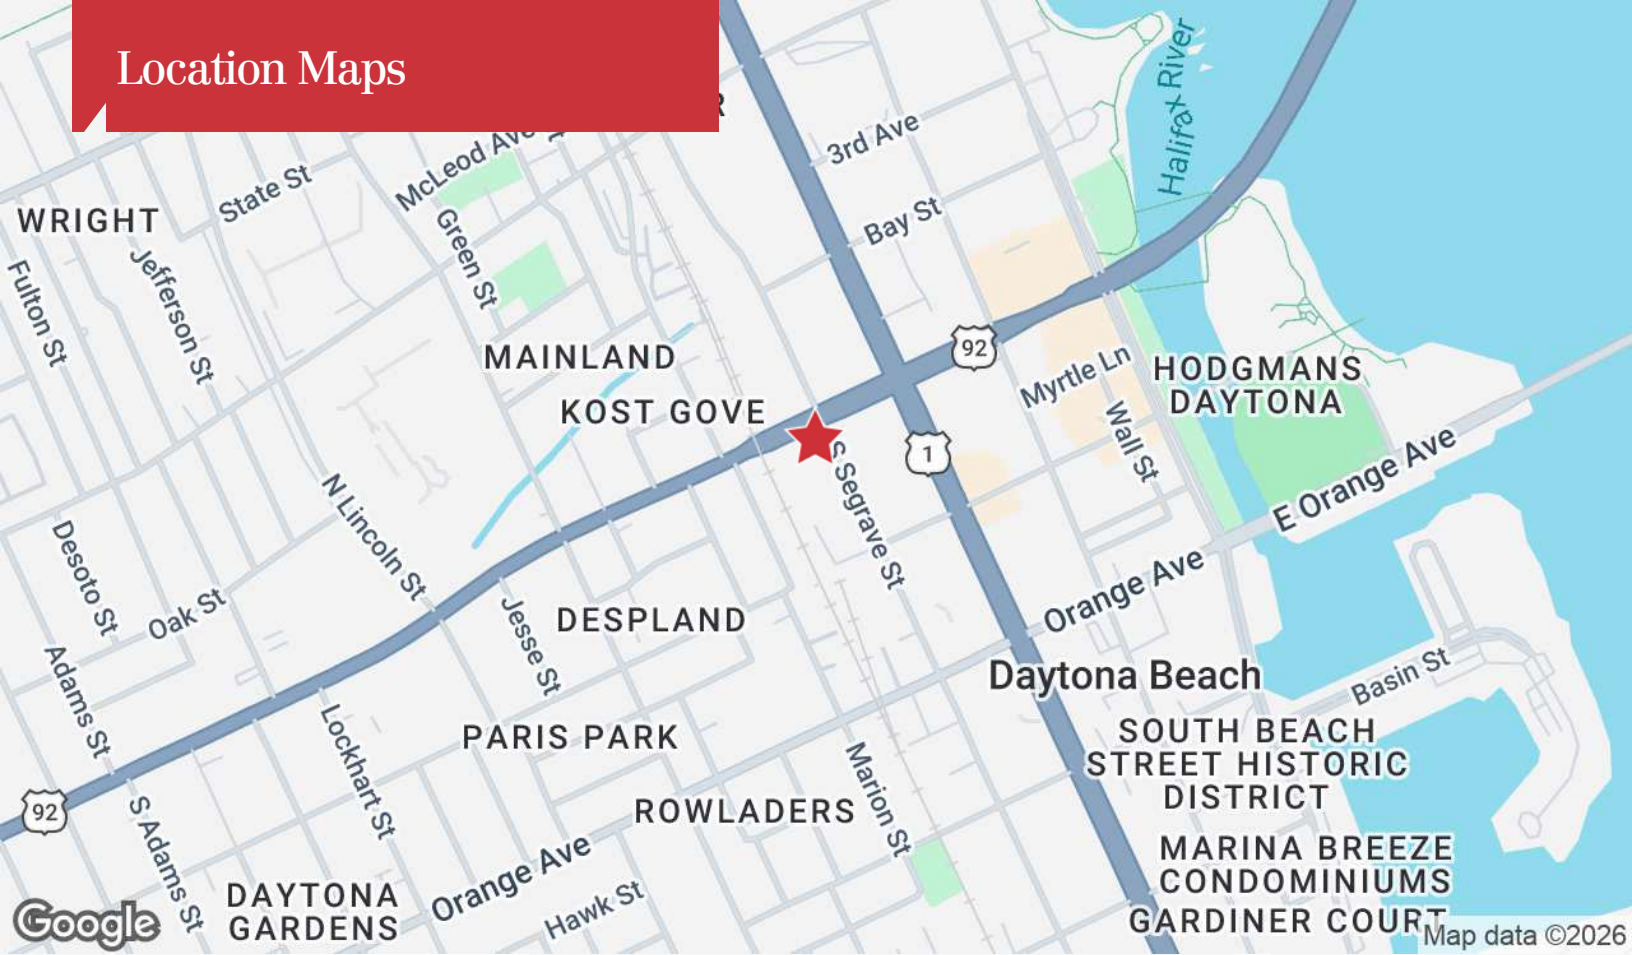 Location Maps
Halifax River
3rd Ave
McLeod Ave
State St
WRIGHT
Bay St
Green St
Jefferson St
Fulton St
92
MAINLAND
Myrtle Ln
HODGMANS
DAYTONA
KOST GOVE
Wall St
1
S Segrave St
E Orange Ave
N Lincoln St
Desoto St
Oak St
Orange Ave
Jesse St
DESPLAND
Daytona Beach
Basin St
Adams St
Lockhart St
PARIS PARK
SOUTH BEACH
STREET HISTORIC
DISTRICT
92
S Adams St
ROWLADERS
Marion St
MARINA BREEZE
CONDOMINIUMS
Orange Ave
DAYTONA
GARDENS
Hawk St
GARDINER COURT
Google
Map data ©2026